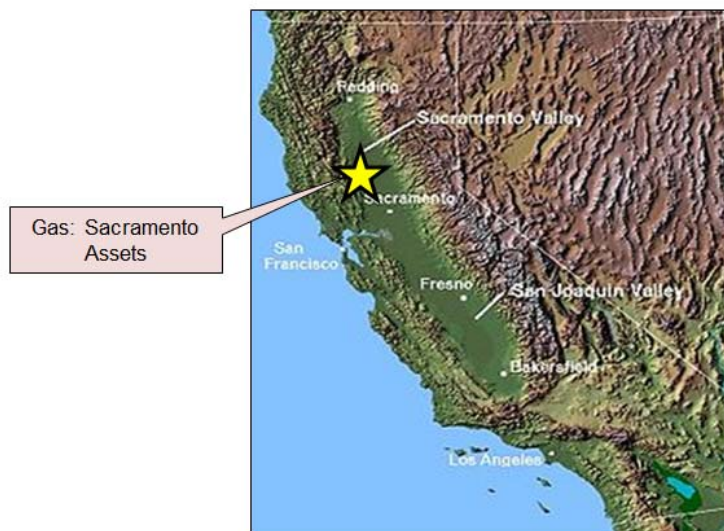 Redding
Sacramento Valley
Sacramento
Gas: Sacramento
Assets
San
Francisco
Fresno
San Joaquin Valley
Bakersfield
Los Angeles